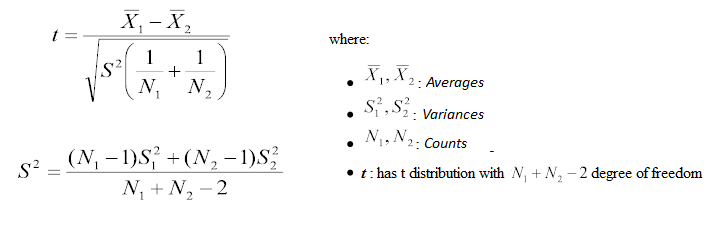 t = (X̅₁ − X̅₂) / √(S²(1/N₁ + 1/N₂))
S² = ((N₁ − 1)S₁² + (N₂ − 1)S₂²) / (N₁ + N₂ − 2)
where:
• X̅₁, X̅₂ : Averages
• S₁², S₂² : Variances
• N₁, N₂ : Counts
-
• t : has t distribution with N₁ + N₂ − 2 degree of freedom